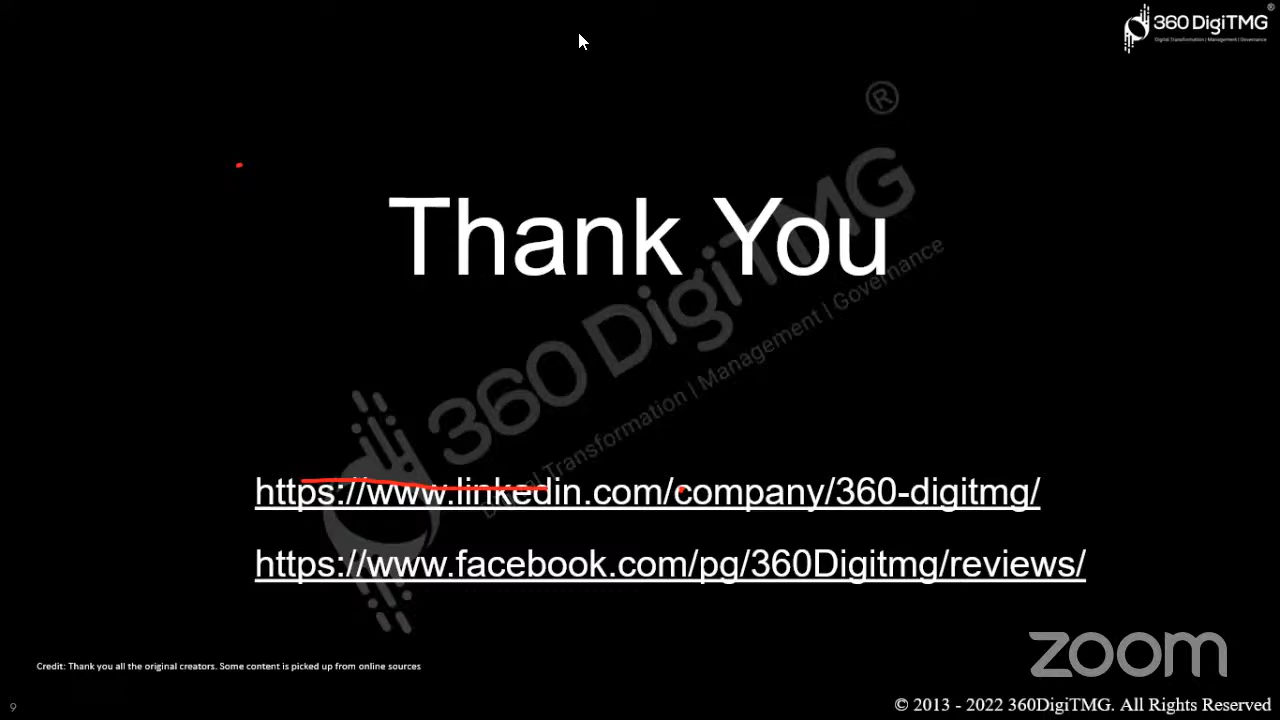 360 DigiTMG ®
Digital Transformation | Management | Governance
®
Thank You
360 DigiTMG
Digital Transformation | Management | Governance
https://www.linkedin.com/company/360-digitmg/
https://www.facebook.com/pg/360Digitmg/reviews/
zoom
Credit: Thank you all the original creators. Some content is picked up from online sources
9
© 2013 - 2022 360DigiTMG. All Rights Reserved